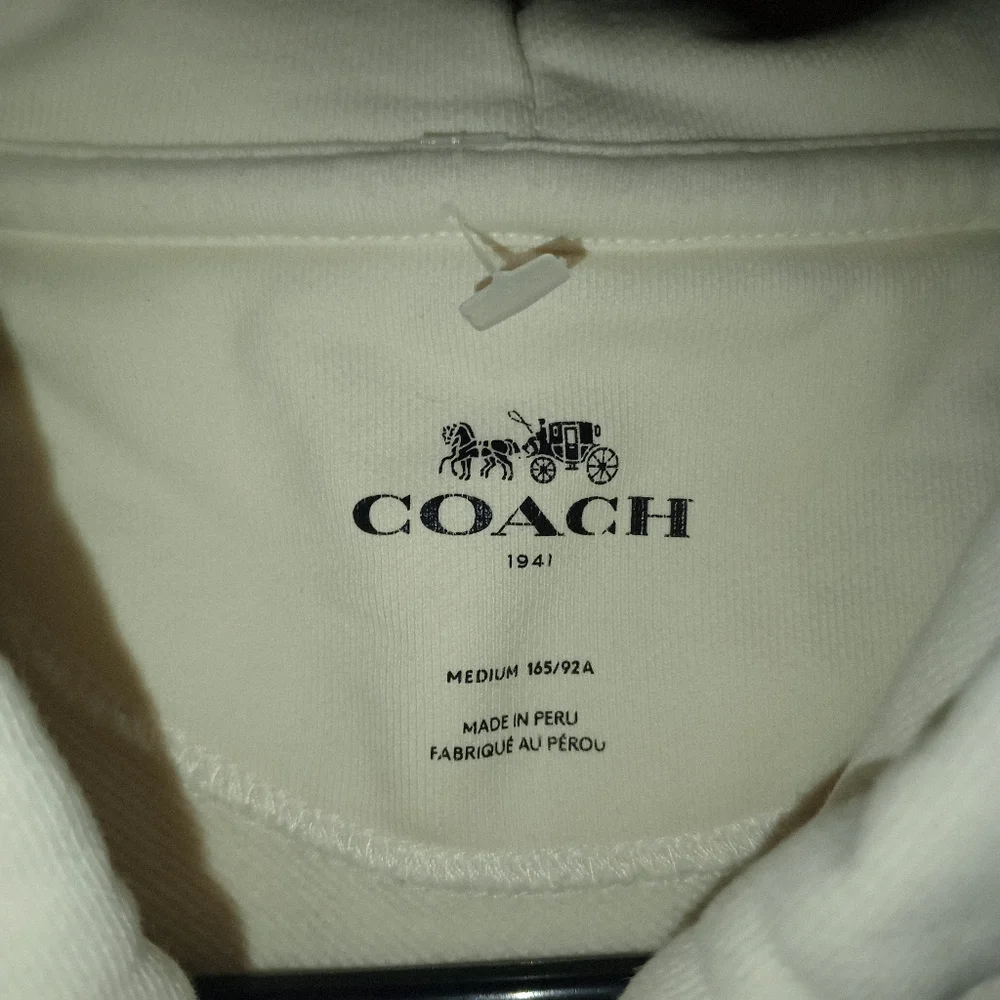 COACH
1941
MEDIUM 165/92A
MADE IN PERU
FABRIQUÉ AU PÉROU